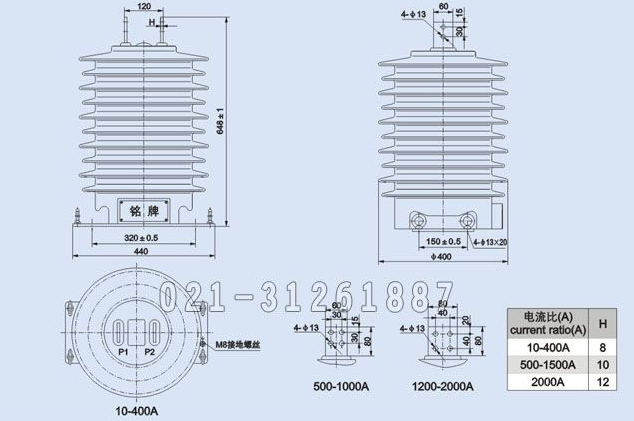 120
H
648±1
铭牌
320±0.5
440
60
4-φ13
15
30
150±0.5
4-φ13×20
φ400
021-31261887
P1 P2
M8接地螺丝
10-400A
60
30
4-φ13
15
30
80
500-1000A
80
40
4-φ13
20
40
80
1200-2000A
电流比(A) H
current ratio(A)
10-400A 8
500-1500A 10
2000A 12